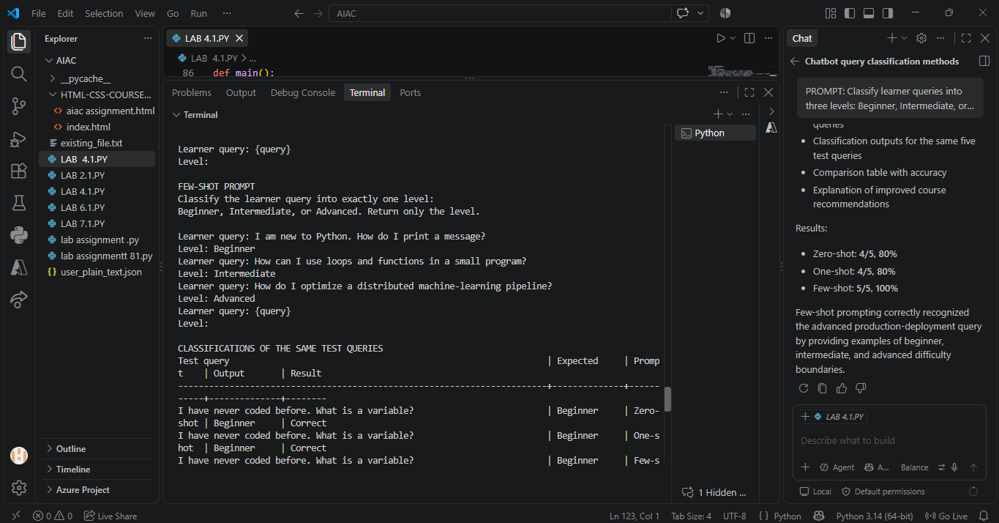 File Edit Selection View Go Run ···
AIAC
Explorer ···
AIAC
__pycache__
HTML-CSS-COURSE...
<> aiac assignment.html
<> index.html
existing_file.txt
LAB  4.1.PY
LAB 2.1.PY
LAB 4.1.PY
LAB 6.1.PY
LAB 7.1.PY
lab assignment .py
lab assignmentt 81.py
{} user_plain_text.json
Outline
Timeline
Azure Project
LAB 4.1.PY
LAB  4.1.PY > ...
86 def main():
Problems Output Debug Console Terminal Ports
Terminal
Python
1 Hidden ...
Learner query: {query}
Level:
FEW-SHOT PROMPT
Classify the learner query into exactly one level:
Beginner, Intermediate, or Advanced. Return only the level.
Learner query: I am new to Python. How do I print a message?
Level: Beginner
Learner query: How can I use loops and functions in a small program?
Level: Intermediate
Learner query: How do I optimize a distributed machine-learning pipeline?
Level: Advanced
Learner query: {query}
Level:
CLASSIFICATIONS OF THE SAME TEST QUERIES
Test query | Expected | Promp
t | Output | Result
------------------------------------------------------------------------+--------------+------
-----+--------------+--------
I have never coded before. What is a variable? | Beginner | Zero-
shot | Beginner | Correct
I have never coded before. What is a variable? | Beginner | One-s
hot | Beginner | Correct
I have never coded before. What is a variable? | Beginner | Few-s
Chat
Chatbot query classification methods
PROMPT: Classify learner queries into
three levels: Beginner, Intermediate, or...
queries
• Classification outputs for the same five
test queries
• Comparison table with accuracy
• Explanation of improved course
recommendations
Results:
• Zero-shot: 4/5, 80%
• One-shot: 4/5, 80%
• Few-shot: 5/5, 100%
Few-shot prompting correctly recognized
the advanced production-deployment query
by providing examples of beginner,
intermediate, and advanced difficulty
boundaries.
LAB 4.1.PY
Describe what to build
Agent A... Balance
Local Default permissions
0 0 Live Share Ln 123, Col 1 Tab Size: 4 UTF-8 {} Python Python 3.14 (64-bit) Go Live